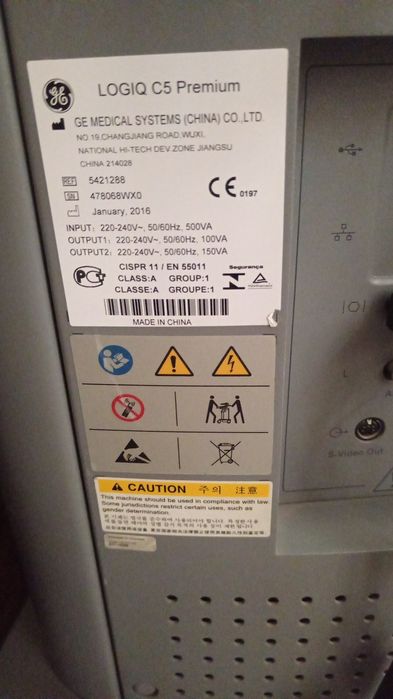 LOGIQ C5 Premium
GE MEDICAL SYSTEMS (CHINA) CO.,LTD.
NO.19,CHANGJIANG ROAD,WUXI,
NATIONAL HI-TECH DEV.ZONE JIANGSU
CHINA 214028
REF 5421288
SN 478068WX0
January, 2016
CE 0197
INPUT: 220-240V~, 50/60Hz, 500VA
OUTPUT1: 220-240V~, 50/60Hz, 100VA
OUTPUT2: 220-240V~, 50/60Hz, 150VA
CISPR 11 / EN 55011
CLASS:A GROUP:1
CLASSE:A GROUPE:1
Segurança
MADE IN CHINA
CAUTION 주의 注意
This machine should be used in compliance with law.
Some jurisdictions restrict certain uses, such as
gender determination.
L
A
S-Video Out